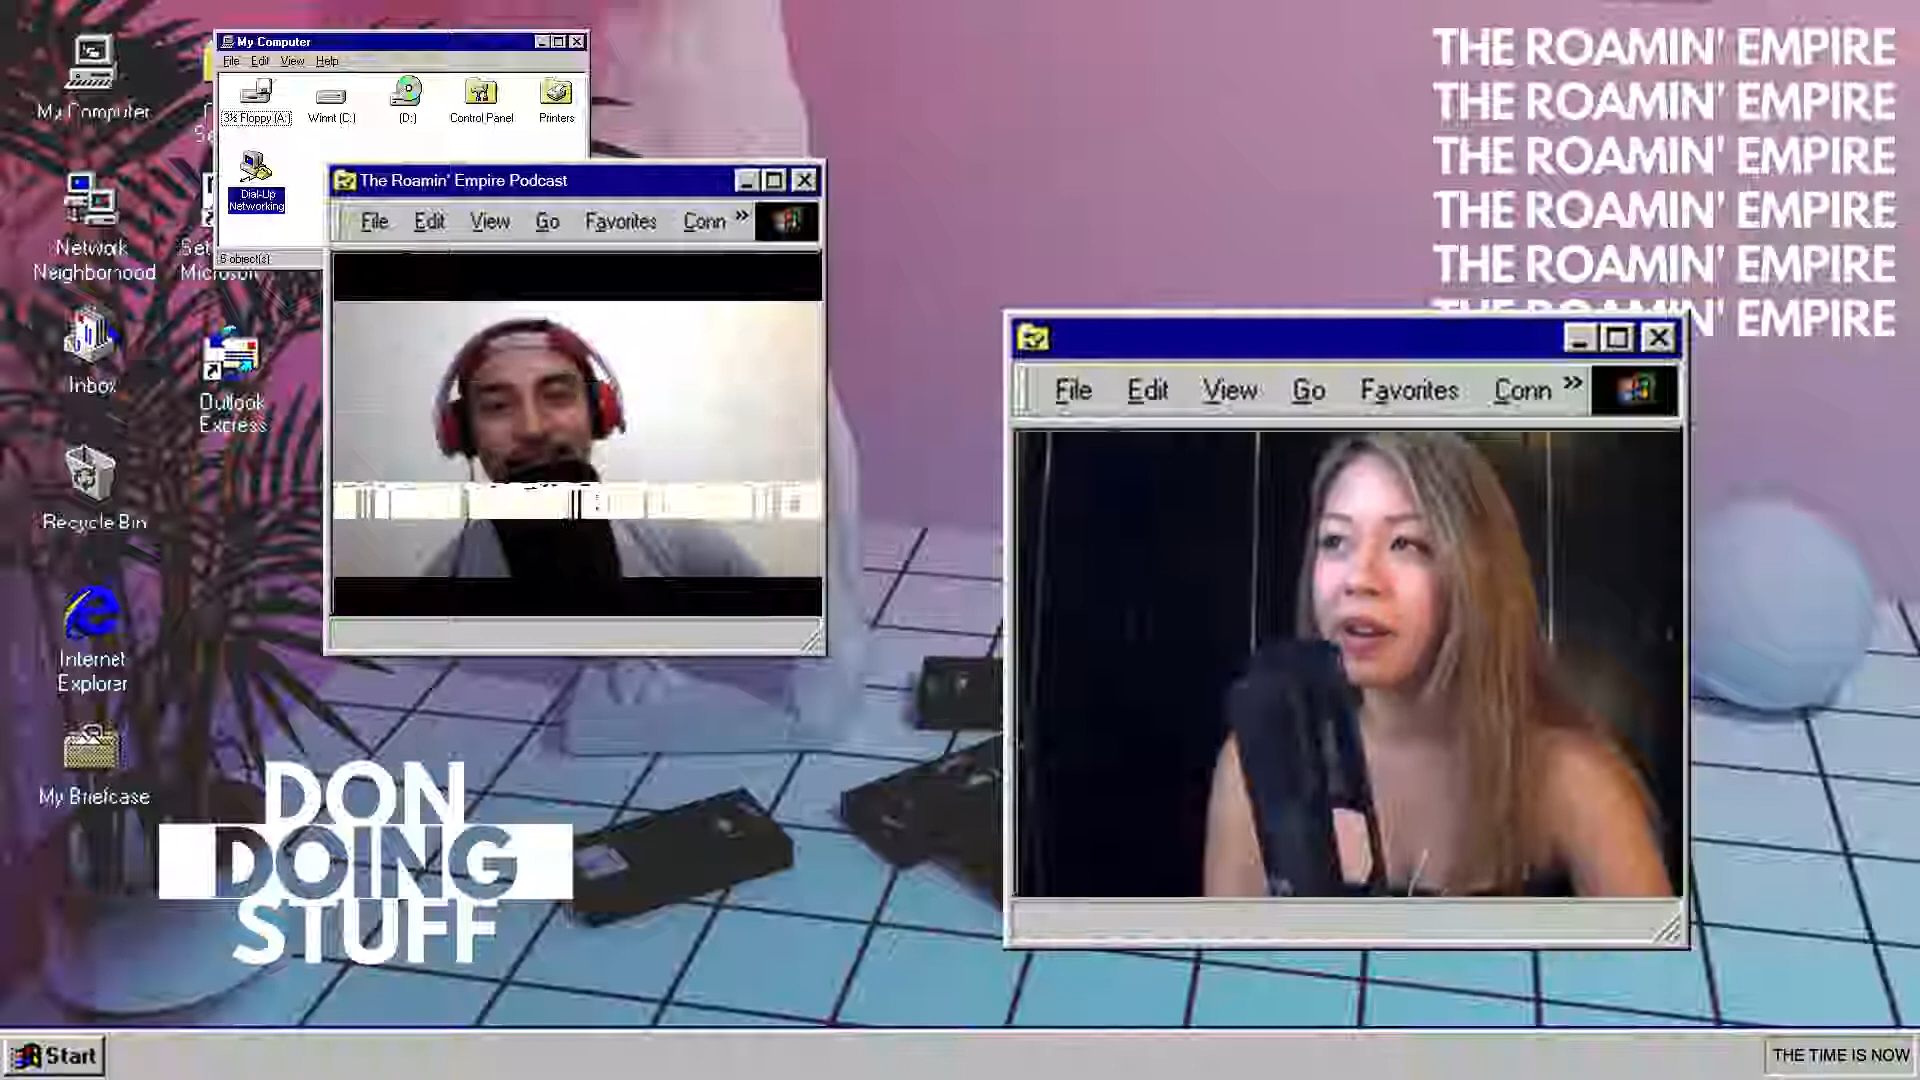 My Computer
Network
Neighborhood
Inbox
Recycle Bin
Internet
Explorer
My Briefcase
Outlook
Express
My Computer
File Edit View Help
3½ Floppy (A:) Winnt (C:) (D:) Control Panel Printers
Dial-Up
Networking
6 object(s)
Microsoft
The Roamin' Empire Podcast
File Edit View Go Favorites Conn »
File Edit View Go Favorites Conn »
THE ROAMIN' EMPIRE
THE ROAMIN' EMPIRE
THE ROAMIN' EMPIRE
THE ROAMIN' EMPIRE
THE ROAMIN' EMPIRE
THE ROAMIN' EMPIRE
DON
DOING
STUFF
Start
THE TIME IS NOW